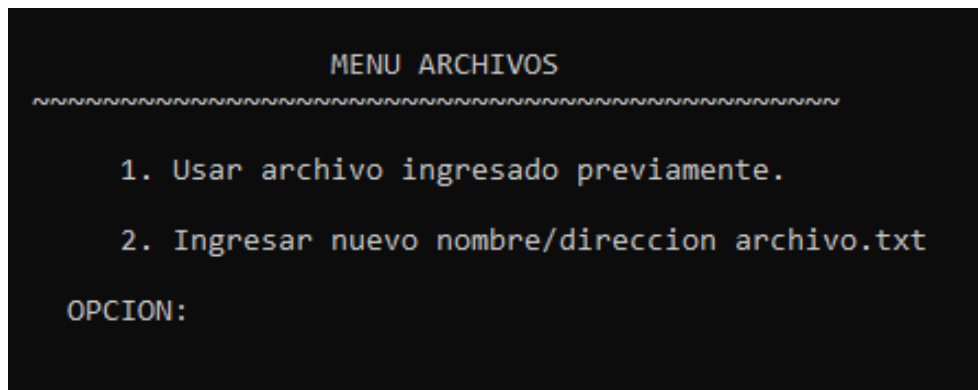 MENU ARCHIVOS
~~~~~~~~~~~~~~~~~~~~~~~~~~~~~~~~~~~~~~~~~~~~~~
1. Usar archivo ingresado previamente.
2. Ingresar nuevo nombre/direccion archivo.txt
OPCION: